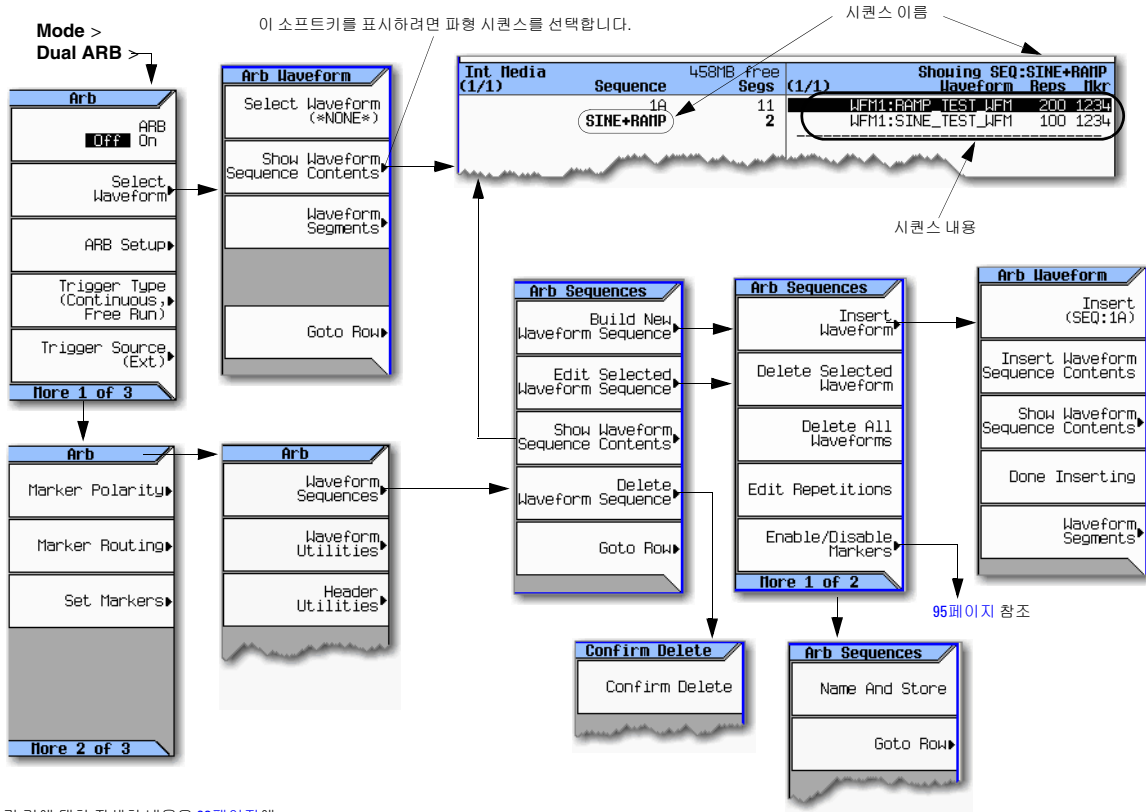 Mode >
Dual ARB >
이 소프트키를 표시하려면 파형 시퀀스를 선택합니다.
시퀀스 이름
Arb
ARB
Off On
Select
Waveform
ARB Setup
Trigger Type
(Continuous,
Free Run)
Trigger Source
(Ext)
More 1 of 3
Arb Waveform
Select Waveform
(*NONE*)
Show Waveform
Sequence Contents
Waveform
Segments
Goto Row
Int Media 458MB free
(1/1) Sequence Segs
1A 11
SINE+RAMP 2
Showing SEQ:SINE+RAMP
(1/1) Waveform Reps Mkr
WFM1:RAMP_TEST_WFM 200 1234
WFM1:SINE_TEST_WFM 100 1234
시퀀스 내용
Arb
Marker Polarity
Marker Routing
Set Markers
More 2 of 3
Arb
Waveform
Sequences
Waveform
Utilities
Header
Utilities
Arb Sequences
Build New
Waveform Sequence
Edit Selected
Waveform Sequence
Show Waveform
Sequence Contents
Delete
Waveform Sequence
Goto Row
Arb Sequences
Insert
Waveform
Delete Selected
Waveform
Delete All
Waveforms
Edit Repetitions
Enable/Disable
Markers
More 1 of 2
Arb Waveform
Insert
(SEQ:1A)
Insert Waveform
Sequence Contents
Show Waveform
Sequence Contents
Done Inserting
Waveform
Segments
95페이지 참조
Confirm Delete
Confirm Delete
Arb Sequences
Name And Store
Goto Row